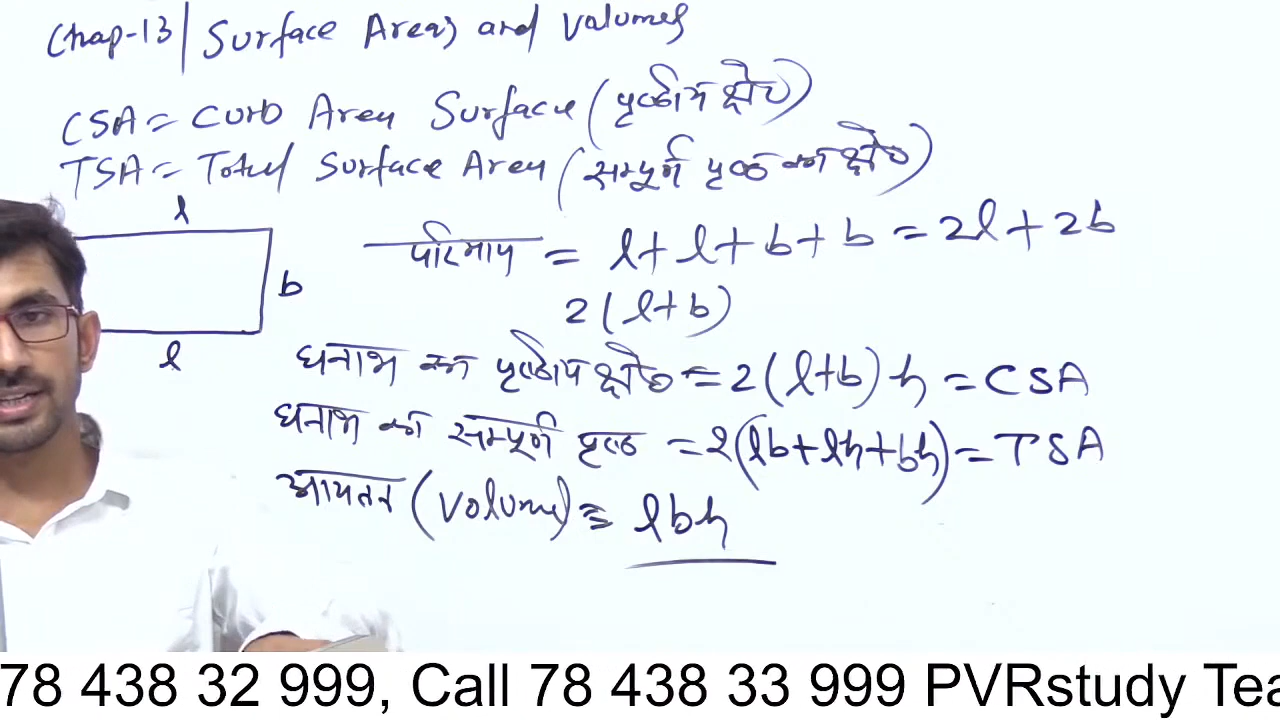 Chap-13 | Surface Areas and Volumes
CSA = Curb Area Surface (पृष्ठीय क्षेत्र)
TSA = Total Surface Area (सम्पूर्ण पृष्ठ का क्षेत्र)
l
b
l
परिमाप = l + l + b + b = 2l + 2b
2(l+b)
घनाभ का पृष्ठीय क्षेत्र = 2(l+b)h = CSA
घनाभ का सम्पूर्ण पृष्ठ = 2(lb+lh+bh) = TSA
आयतन (Volume) = lbh
78 438 32 999, Call 78 438 33 999 PVRstudy Tea